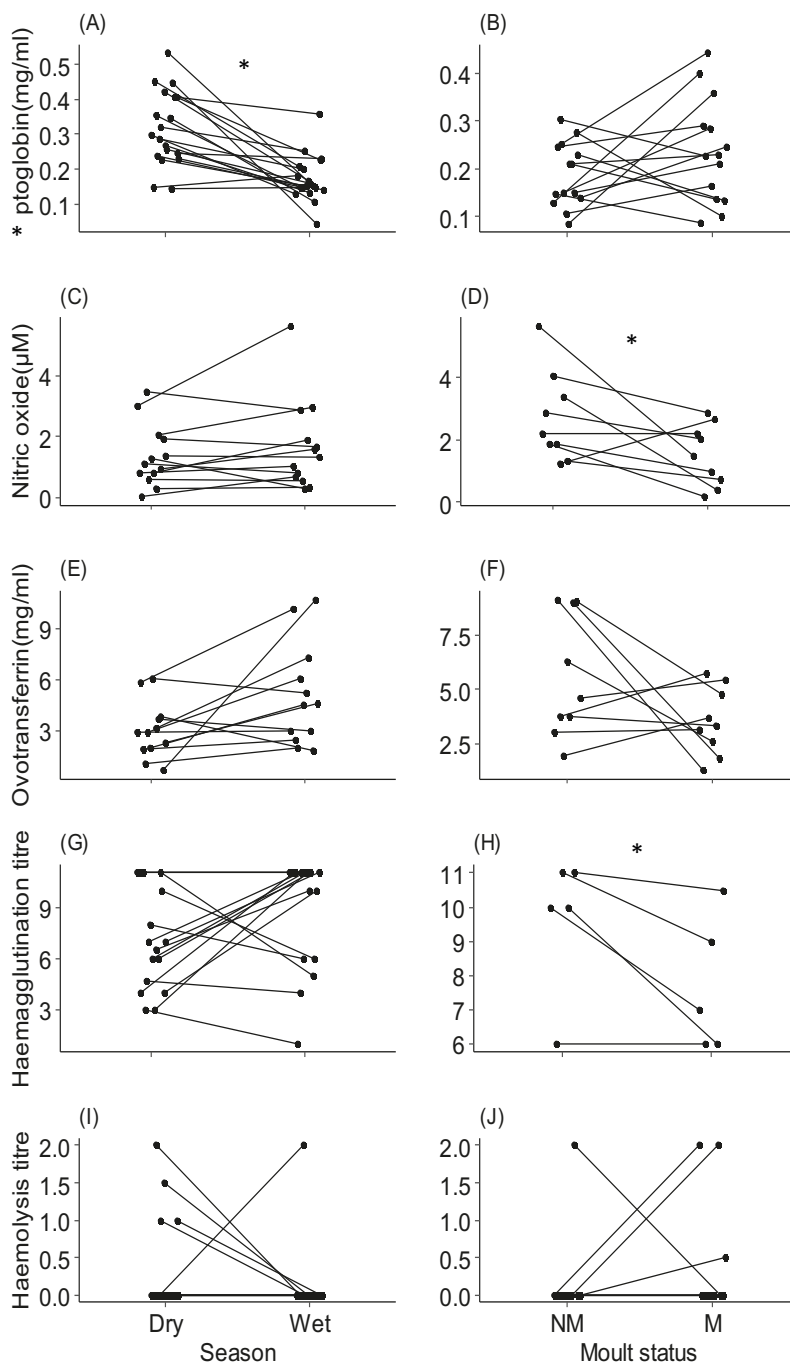 (A)
(B)
* ptoglobin(mg/ml)
0.5
0.4
0.3
0.2
0.1
*
0.4
0.3
0.2
0.1
(C)
(D)
Nitric oxide(µM)
4
2
0
*
4
2
0
(E)
(F)
Ovotransferrin(mg/ml)
9
6
3
7.5
5.0
2.5
(G)
(H)
Haemagglutination titre
9
6
3
*
11
10
9
8
7
6
(I)
(J)
Haemolysis titre
2.0
1.5
1.0
0.5
0.0
2.0
1.5
1.0
0.5
0.0
Dry Wet
Season
NM M
Moult status